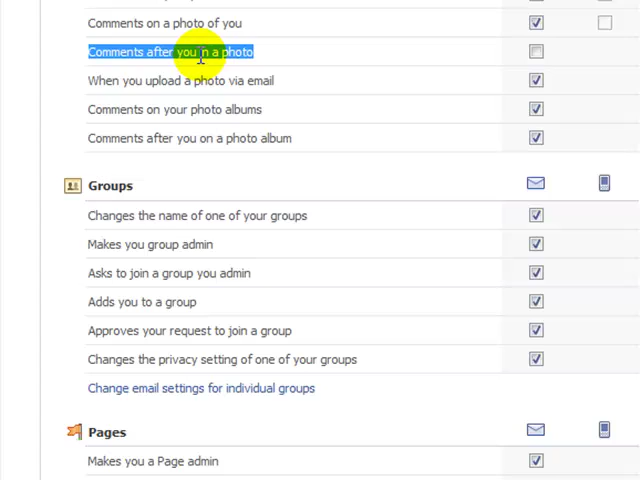 Comments on a photo of you
Comments after you in a photo
When you upload a photo via email
Comments on your photo albums
Comments after you on a photo album
Groups
Changes the name of one of your groups
Makes you group admin
Asks to join a group you admin
Adds you to a group
Approves your request to join a group
Changes the privacy setting of one of your groups
Change email settings for individual groups
Pages
Makes you a Page admin